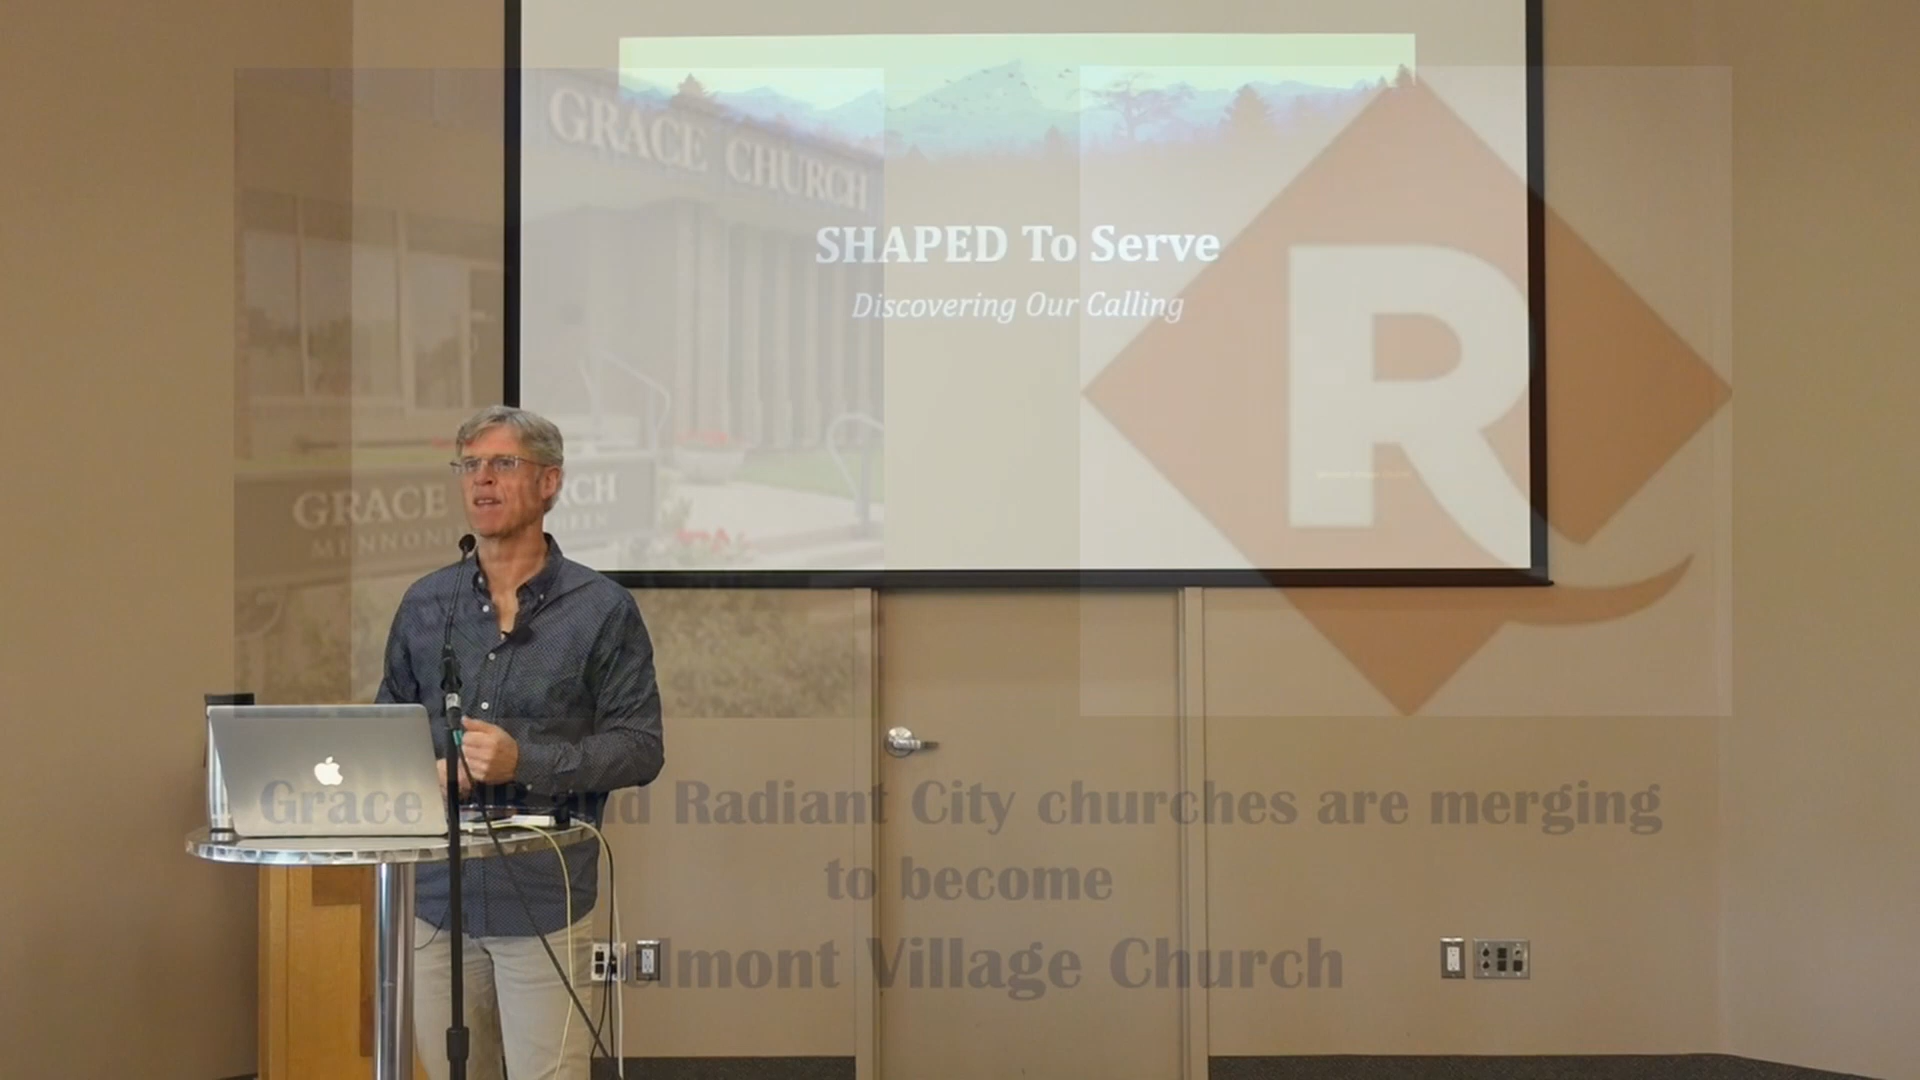 GRACE CHURCH
SHAPED To Serve
Discovering Our Calling
R
GRACE
Grace and Radiant City churches are merging
to become
Village Church